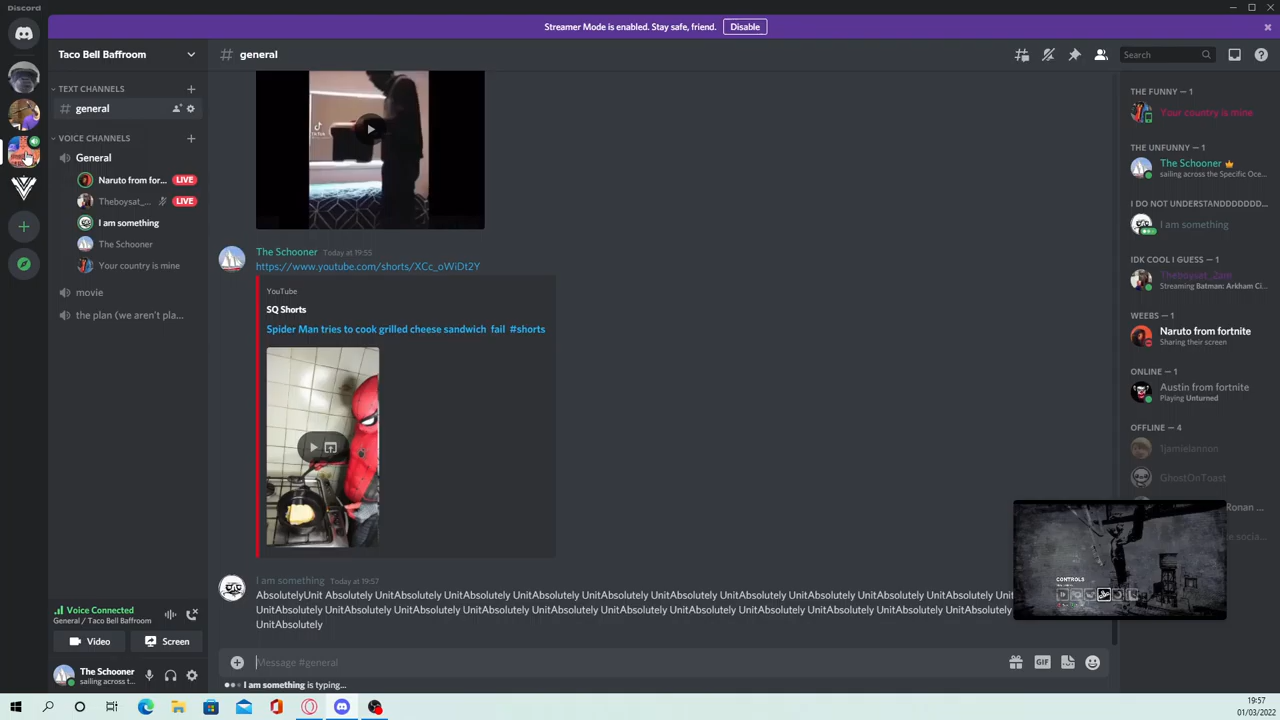 Discord
Streamer Mode is enabled. Stay safe, friend.
Disable
Taco Bell Baffroom
general
Search
TEXT CHANNELS
general
VOICE CHANNELS
General
Naruto from for... LIVE
Theboysat_... LIVE
I am something
The Schooner
Your country is mine
movie
the plan (we aren't pla...
TikTok
The Schooner Today at 19:55
https://www.youtube.com/shorts/XCc_oWiDt2Y
YouTube
SQ Shorts
Spider Man tries to cook grilled cheese sandwich fail #shorts
I am something Today at 19:57
AbsolutelyUnit Absolutely UnitAbsolutely UnitAbsolutely UnitAbsolutely UnitAbsolutely UnitAbsolutely UnitAbsolutely UnitAbsolutely UnitAbsolutely Unit
UnitAbsolutely UnitAbsolutely UnitAbsolutely UnitAbsolutely UnitAbsolutely UnitAbsolutely UnitAbsolutely UnitAbsolutely UnitAbsolutely UnitAbsolutely UnitAbsolutely
UnitAbsolutely
Message #general
GIF
I am something is typing...
THE FUNNY — 1
Your country is mine
THE UNFUNNY — 1
The Schooner
sailing across the Specific Oce...
I DO NOT UNDERSTANDDDDDDD...
I am something
IDK COOL I GUESS — 1
Theboysat_2am
Streaming Batman: Arkham Ci...
WEEBS — 1
Naruto from fortnite
Sharing their screen
ONLINE — 1
Austin from fortnite
Playing Unturned
OFFLINE — 4
1jamielannon
GhostOnToast
Ronan ...
e.socia...
CONTROLS
Voice Connected
General / Taco Bell Baffroom
Video
Screen
The Schooner
sailing across t...
19:57
01/03/2022